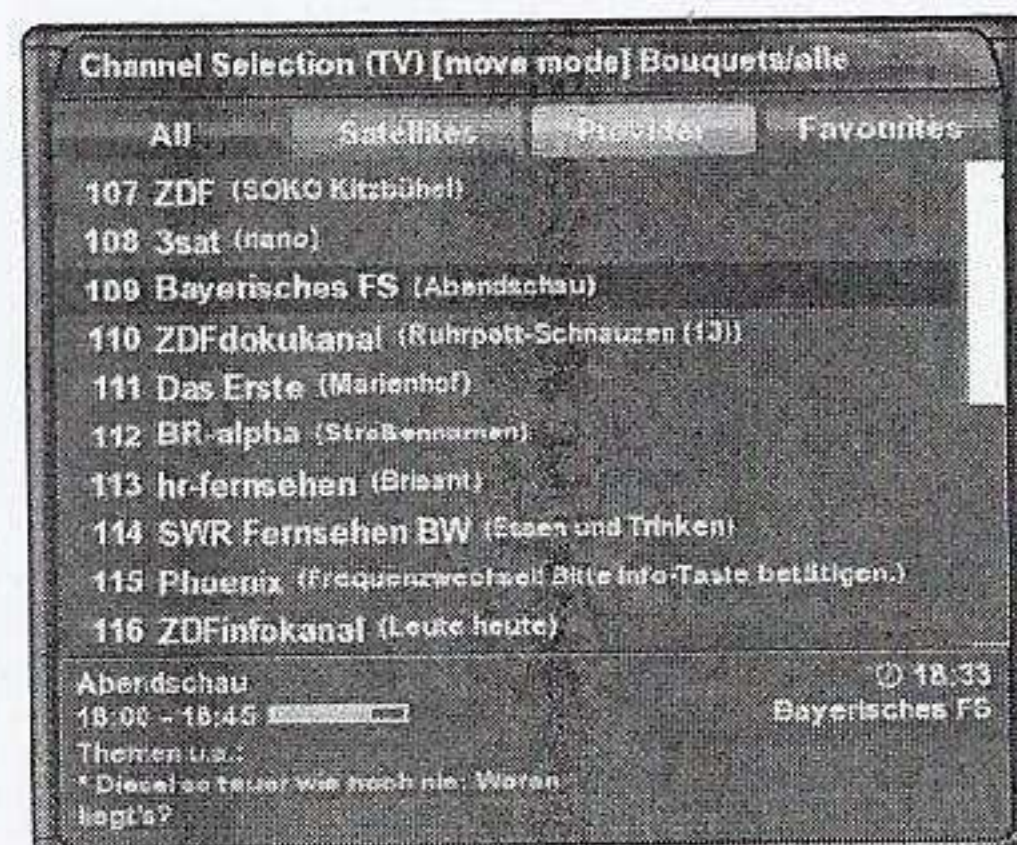 Channel Selection (TV) [move mode] Bouquets/alle
All Satellites Provider Favourites
107 ZDF (SOKO Kitzbühel)
108 3sat (nano)
109 Bayerisches FS (Abendschau)
110 ZDFdokukanal (Ruhrpott-Schnauzen (13))
111 Das Erste (Marienhof)
112 BR-alpha (Straßennamen)
113 hr-fernsehen (Brisant)
114 SWR Fernsehen BW (Essen und Trinken)
115 Phoenix (Frequenzwechsel! Bitte Info-Taste betätigen.)
116 ZDFinfokanal (Leute heute)
Abendschau 18:33
18:00 - 18:45 Bayerisches FS
Themen u.a.:
* Diesel so teuer wie noch nie: Woran
liegt's?